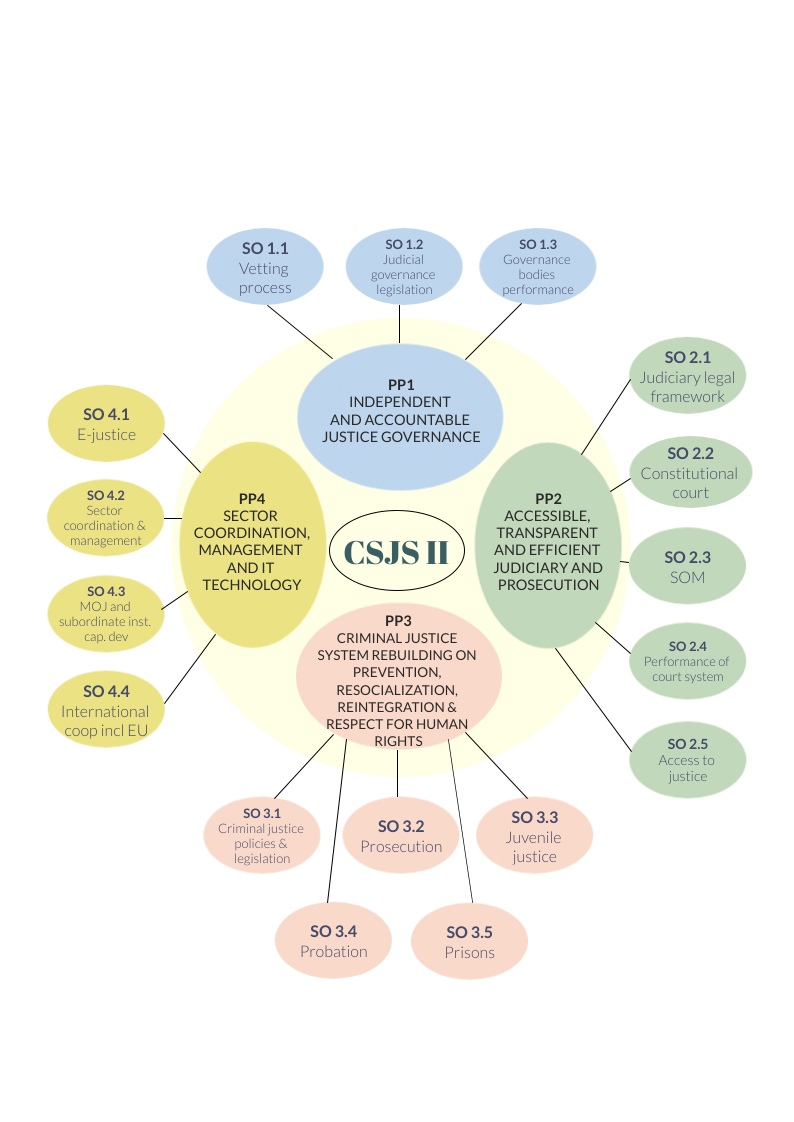 SO 1.1
Vetting
process
SO 1.2
Judicial
governance
legislation
SO 1.3
Governance
bodies
performance
PP1
INDEPENDENT
AND ACCOUNTABLE
JUSTICE GOVERNANCE
SO 2.1
Judiciary legal
framework
SO 2.2
Constitutional
court
SO 2.3
SOM
SO 2.4
Performance of
court system
SO 2.5
Access to
justice
PP2
ACCESSIBLE,
TRANSPARENT
AND EFFICIENT
JUDICIARY AND
PROSECUTION
CSJS II
SO 4.1
E-justice
SO 4.2
Sector
coordination &
management
SO 4.3
MOJ and
subordinate inst.
cap. dev
SO 4.4
International
coop incl EU
PP4
SECTOR
COORDINATION,
MANAGEMENT
AND IT
TECHNOLOGY
PP3
CRIMINAL JUSTICE
SYSTEM REBUILDING ON
PREVENTION,
RESOCIALIZATION,
REINTEGRATION &
RESPECT FOR HUMAN
RIGHTS
SO 3.1
Criminal justice
policies &
legislation
SO 3.2
Prosecution
SO 3.3
Juvenile
justice
SO 3.4
Probation
SO 3.5
Prisons